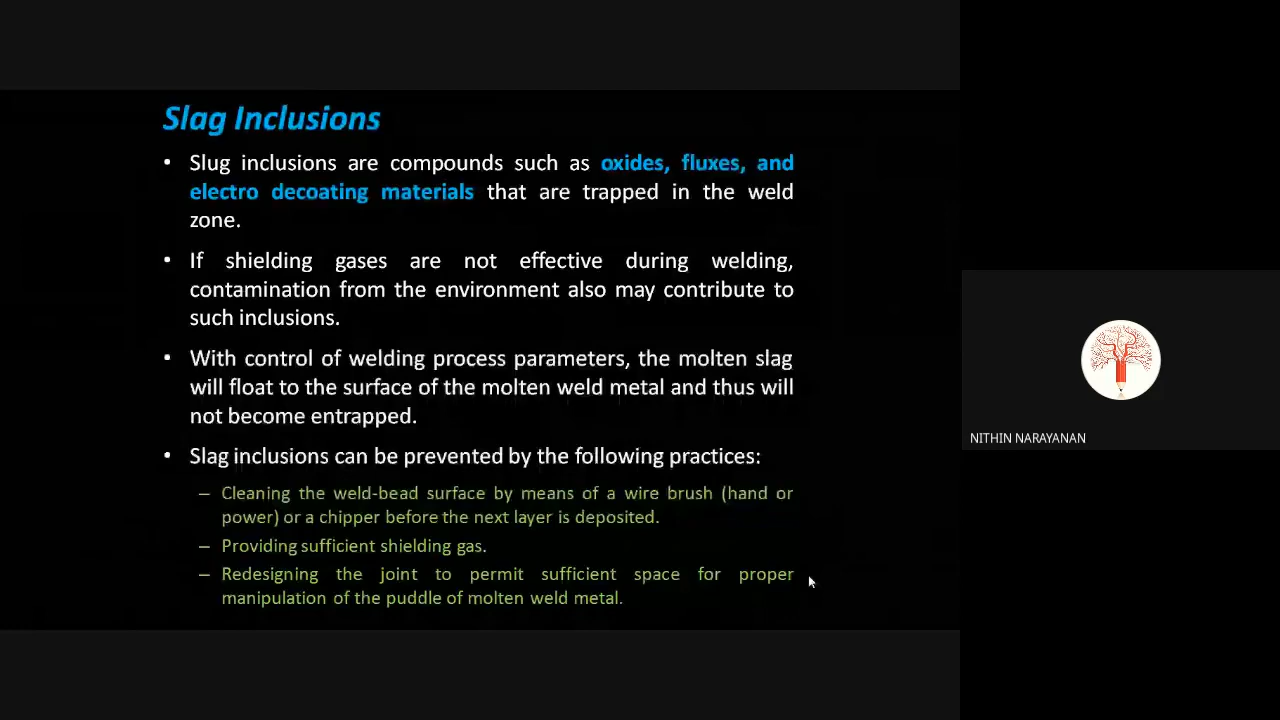 Slag Inclusions
• Slug inclusions are compounds such as oxides, fluxes, and
electro decoating materials that are trapped in the weld
zone.
• If shielding gases are not effective during welding,
contamination from the environment also may contribute to
such inclusions.
• With control of welding process parameters, the molten slag
will float to the surface of the molten weld metal and thus will
not become entrapped.
• Slag inclusions can be prevented by the following practices:
– Cleaning the weld-bead surface by means of a wire brush (hand or
power) or a chipper before the next layer is deposited.
– Providing sufficient shielding gas.
– Redesigning the joint to permit sufficient space for proper
manipulation of the puddle of molten weld metal.
NITHIN NARAYANAN